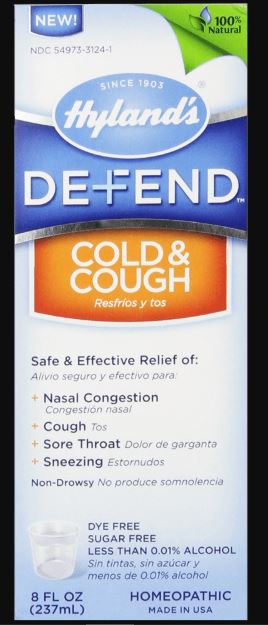 NEW!
NDC 54973-3124-1
100%
Natural
SINCE 1903
Hyland's®
DEFEND™
COLD &
COUGH
Resfríos y tos
Safe & Effective Relief of:
Alivio seguro y efectivo para:
+ Nasal Congestion
Congestión nasal
+ Cough Tos
+ Sore Throat Dolor de garganta
+ Sneezing Estornudos
Non-Drowsy No produce somnolencia
DYE FREE
SUGAR FREE
LESS THAN 0.01% ALCOHOL
Sin tintas, sin azúcar y
menos de 0.01% alcohol
8 FL OZ
(237mL)
HOMEOPATHIC
MADE IN USA